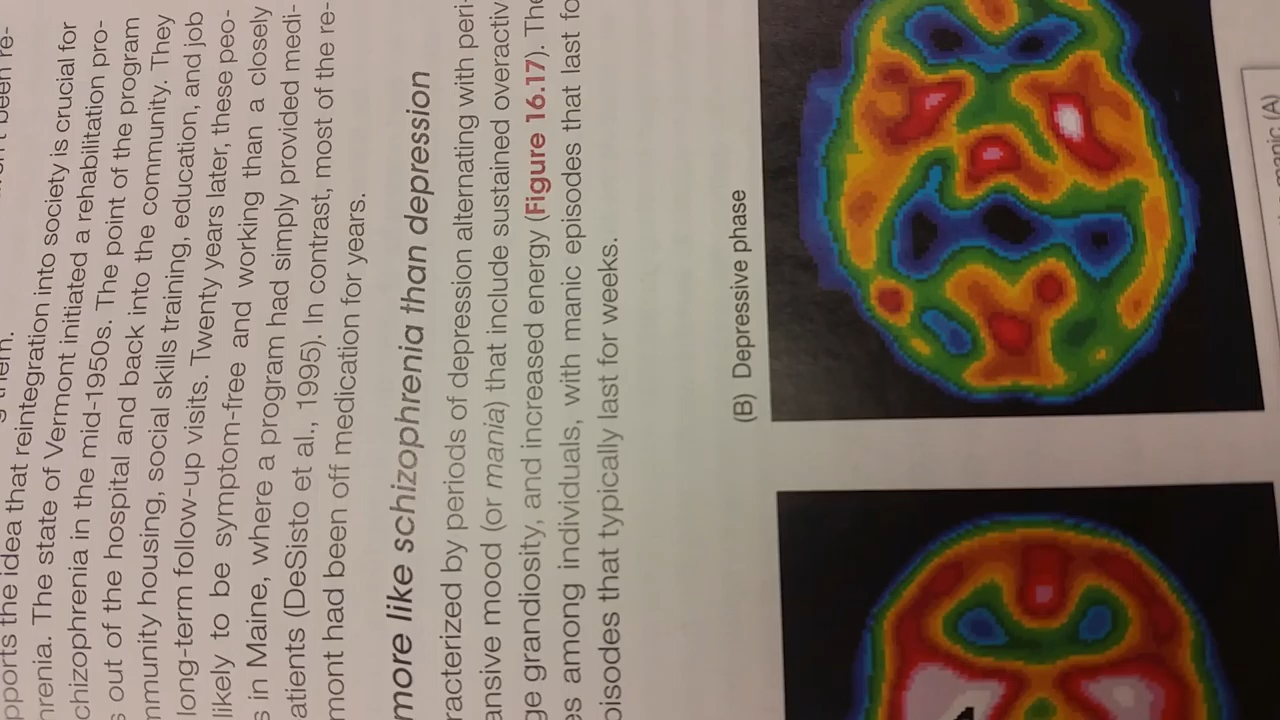 pports the idea that reintegration into society is crucial for
hrenia. The state of Vermont initiated a rehabilitation pro-
chizophrenia in the mid-1950s. The point of the program
s out of the hospital and back into the community. They
mmunity housing, social skills training, education, and job
long-term follow-up visits. Twenty years later, these peo-
likely to be symptom-free and working than a closely
s in Maine, where a program had simply provided medi-
atients (DeSisto et al., 1995). In contrast, most of the re-
mont had been off medication for years.
more like schizophrenia than depression
racterized by periods of depression alternating with peri-
ansive mood (or mania) that include sustained overactiv
ge grandiosity, and increased energy (Figure 16.17). The
es among individuals, with manic episodes that last fo
pisodes that typically last for weeks.
(B) Depressive phase
manic (A)